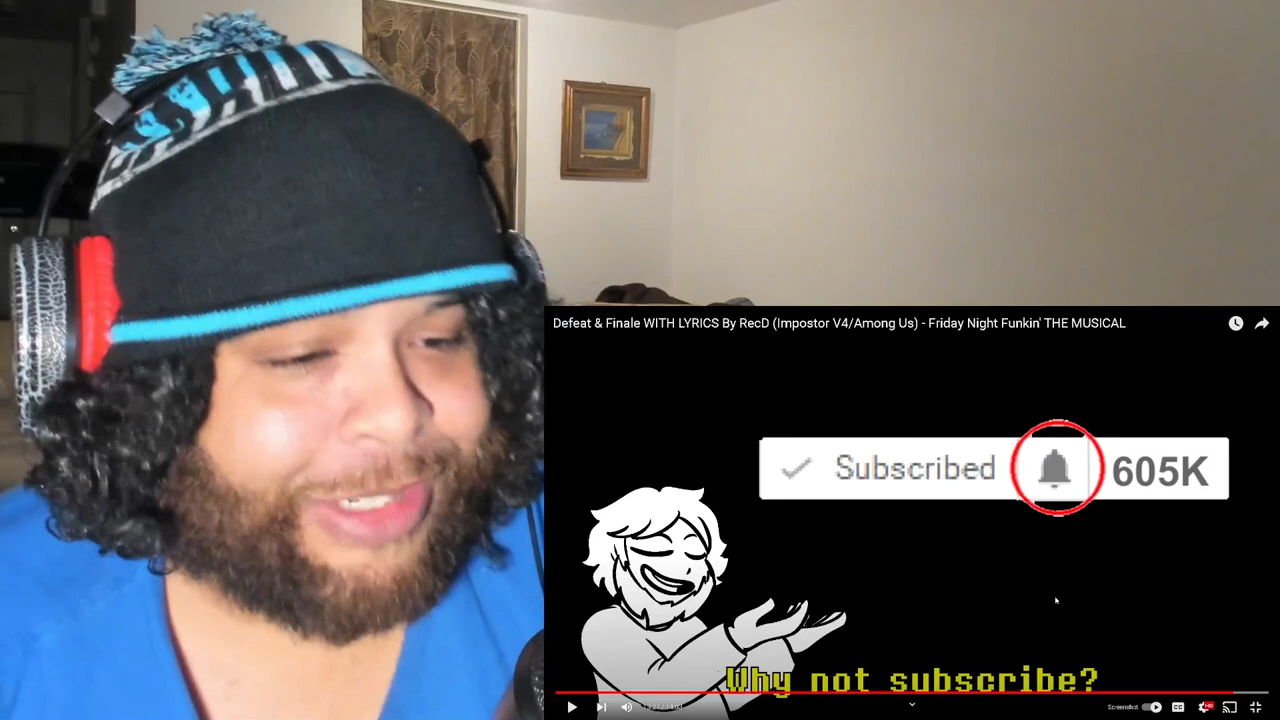 Defeat & Finale WITH LYRICS By RecD (Impostor V4/Among Us) - Friday Night Funkin' THE MUSICAL
Subscribed 605K
Why not subscribe?
Screenshot